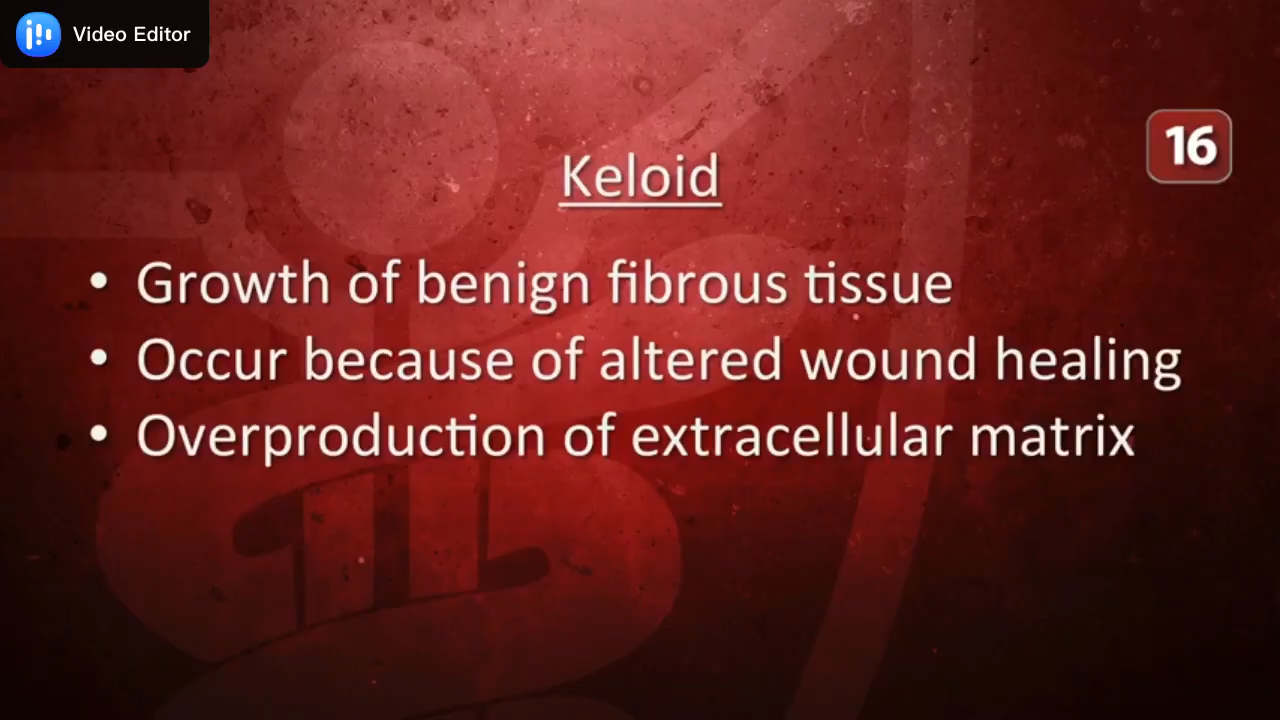 Video Editor
16
Keloid
• Growth of benign fibrous tissue
• Occur because of altered wound healing
• Overproduction of extracellular matrix